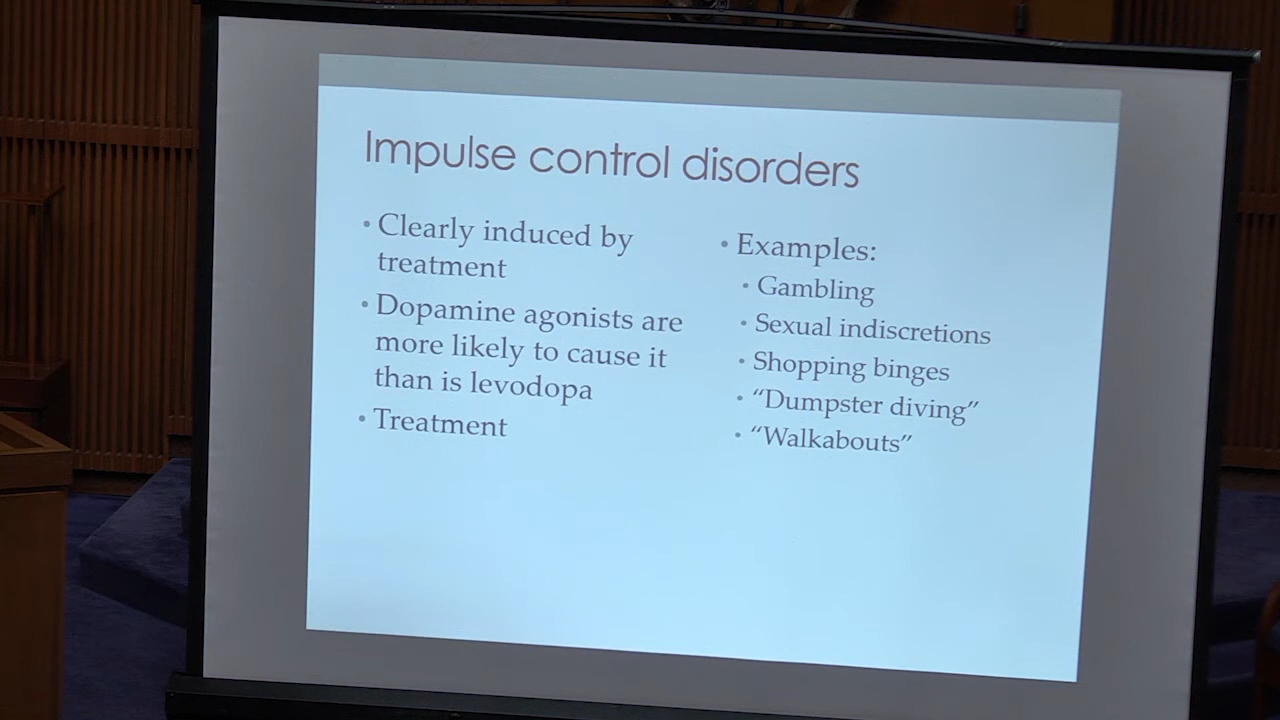 Impulse control disorders
• Clearly induced by
treatment
• Dopamine agonists are
more likely to cause it
than is levodopa
• Treatment
• Examples:
• Gambling
• Sexual indiscretions
• Shopping binges
• “Dumpster diving”
• “Walkabouts”